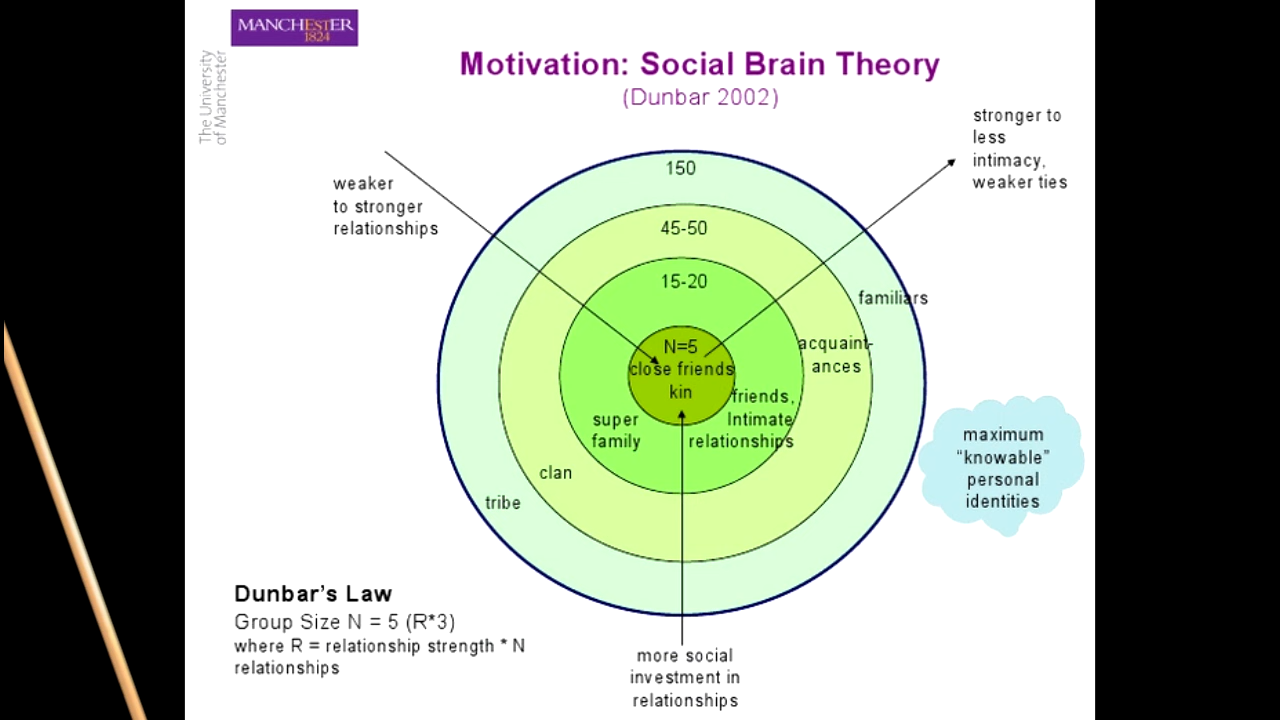 MANCHESTER
1824
The University
of Manchester
Motivation: Social Brain Theory
(Dunbar 2002)
stronger to
less
intimacy,
weaker ties
weaker
to stronger
relationships
150
45-50
15-20
N=5
close friends
kin
familiars
acquaint-
ances
friends,
Intimate
relationships
super
family
clan
tribe
maximum
“knowable”
personal
identities
Dunbar’s Law
Group Size N = 5 (R*3)
where R = relationship strength * N
relationships
more social
investment in
relationships